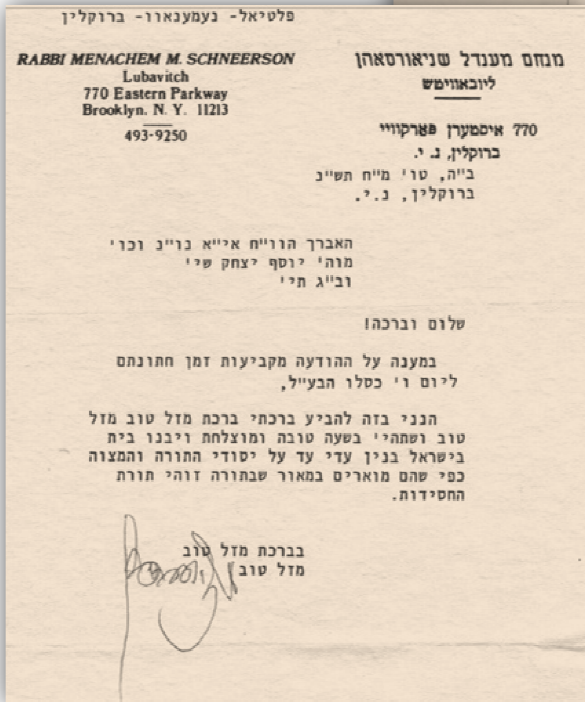 פלטיאל- נעמענאוו- ברוקלין
RABBI MENACHEM M. SCHNEERSON
Lubavitch
770 Eastern Parkway
Brooklyn. N. Y. 11213
493-9250
מנחם מענדל שניאורסאהן
ליובאוויטש
770 איסטערן פארקוויי
ברוקלין, נ. י.
ב"ה, טו' מ"ח תש"נ
ברוקלין, נ.י.
האברך הוו"ח אי"א נו"נ וכו'
מוה' יוסף יצחק שי'
וב"ג תי'
שלום וברכה!
במענה על ההודעה מקביעות זמן חתונתם
ליום ו' כסלו הבע"ל,
הנני בזה להביע ברכתי ברכת מזל טוב מזל
טוב ושתהי' בשעה טובה ומוצלחת ויבנו בית
בישראל בנין עדי עד על יסודי התורה והמצוה
כפי שהם מוארים במאור שבתורה זוהי תורת
החסידות.
בברכת מזל טוב
מזל טוב